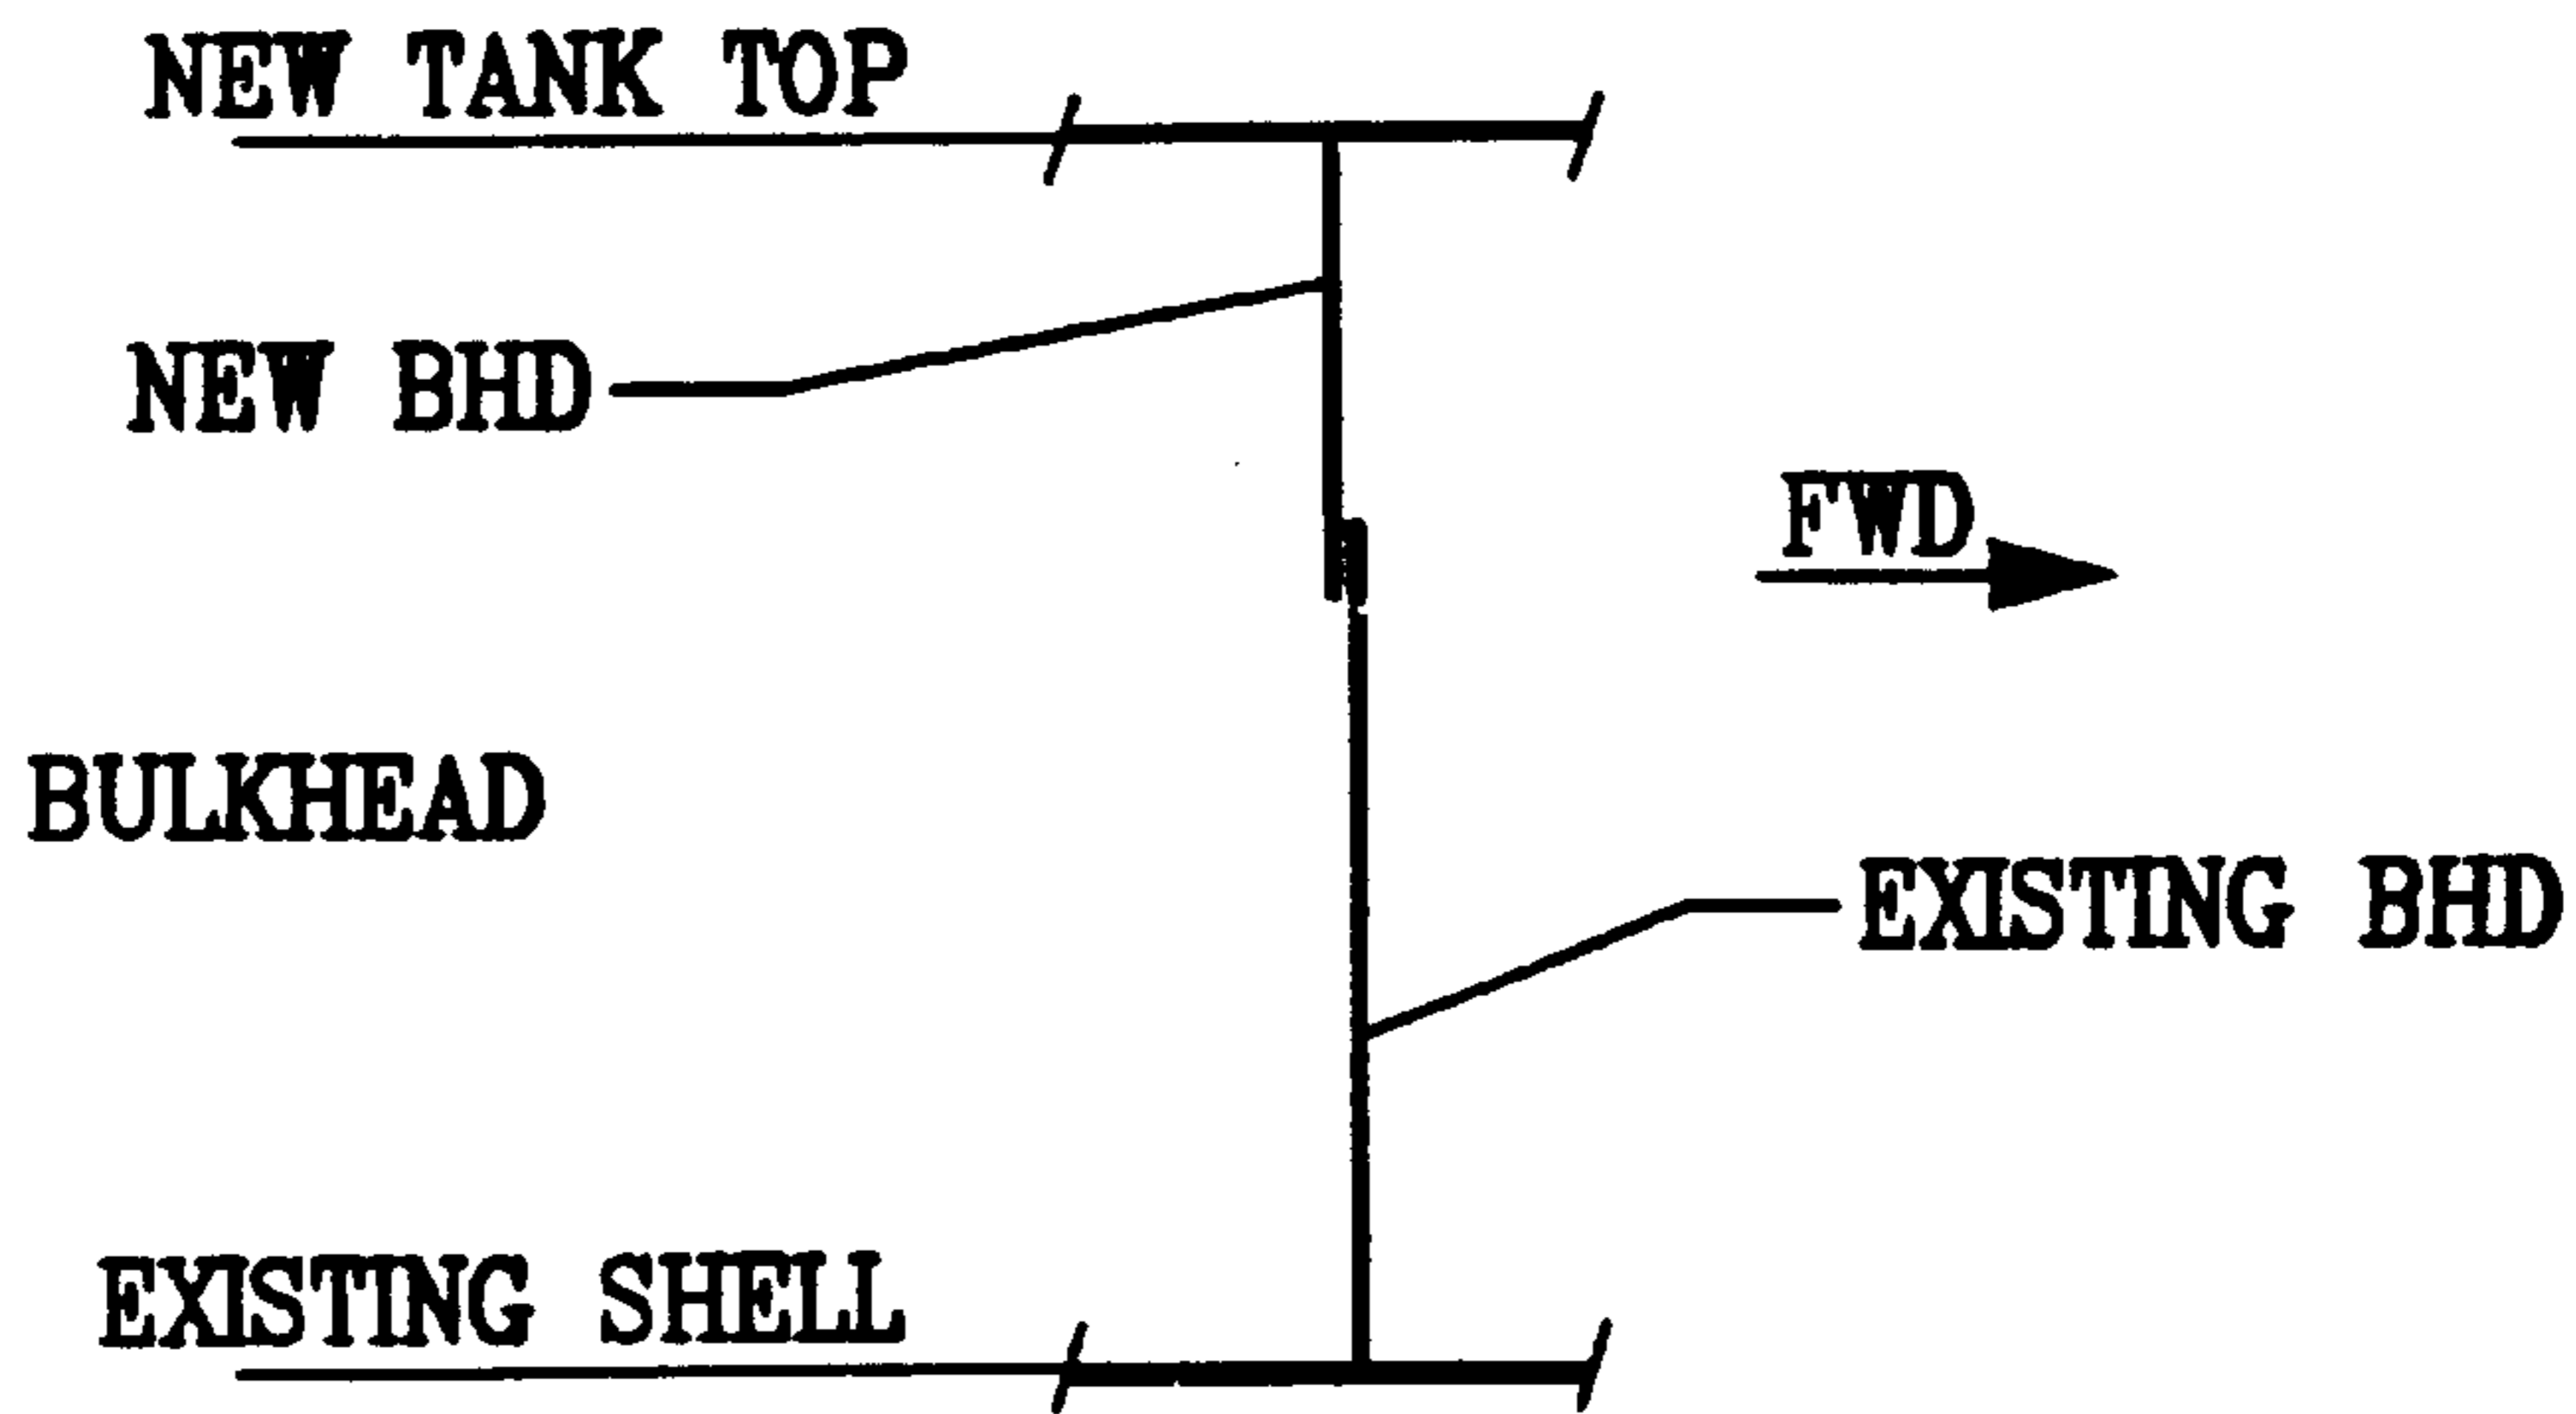 NEW TANK TOP
NEW BHD
FWD
BULKHEAD
EXISTING BHD
EXISTING SHELL